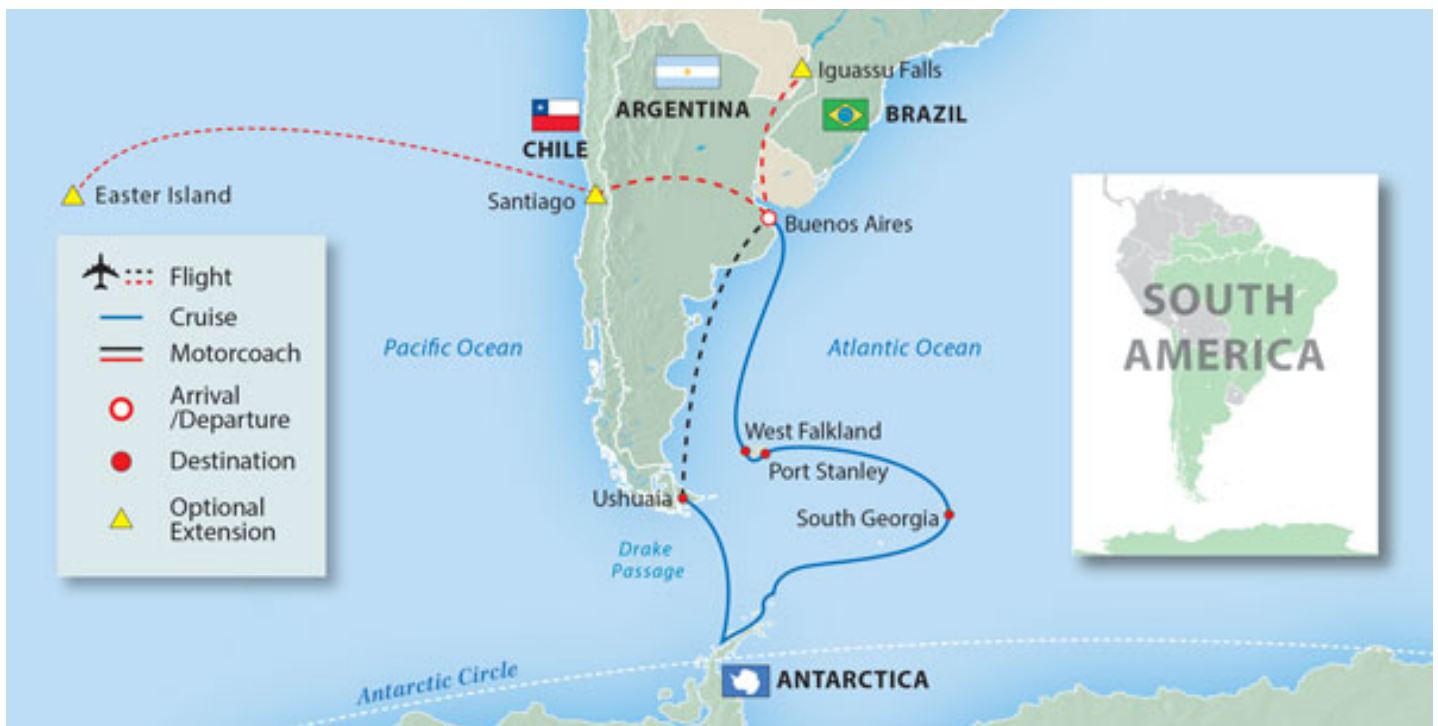 Iguassu Falls
ARGENTINA
BRAZIL
CHILE
Easter Island
Santiago
Buenos Aires
Flight
Cruise
Motorcoach
Arrival
/Departure
Destination
Optional
Extension
Pacific Ocean
Atlantic Ocean
SOUTH
AMERICA
West Falkland
Port Stanley
Ushuaia
South Georgia
Drake
Passage
Antarctic Circle
ANTARCTICA